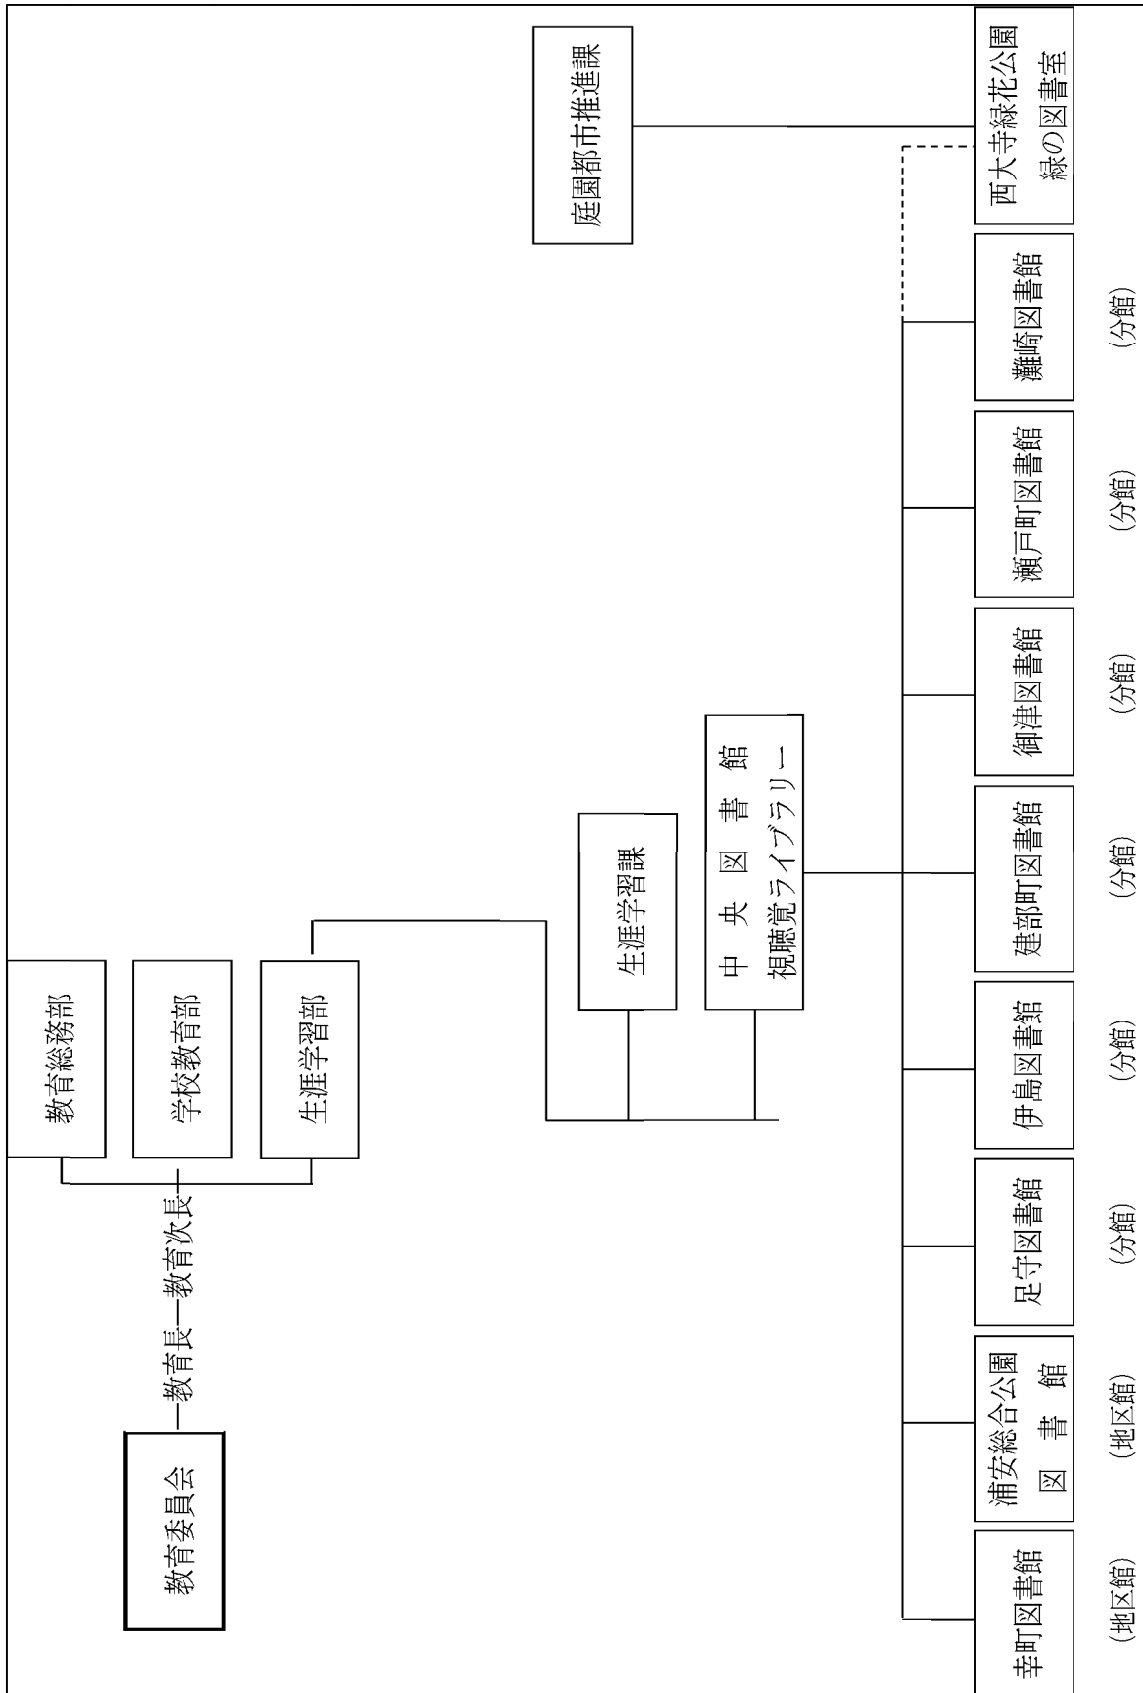 教育委員会
教育長
教育次長
教育総務部
学校教育部
生涯学習部
庭園都市推進課
生涯学習課
中央図書館
視聴覚ライブラリー
幸町図書館
(地区館)
浦安総合公園
図書館
(地区館)
足守図書館
(分館)
伊島図書館
(分館)
建部町図書館
(分館)
御津図書館
(分館)
瀬戸町図書館
(分館)
灘崎図書館
(分館)
西大寺緑花公園
緑の図書室